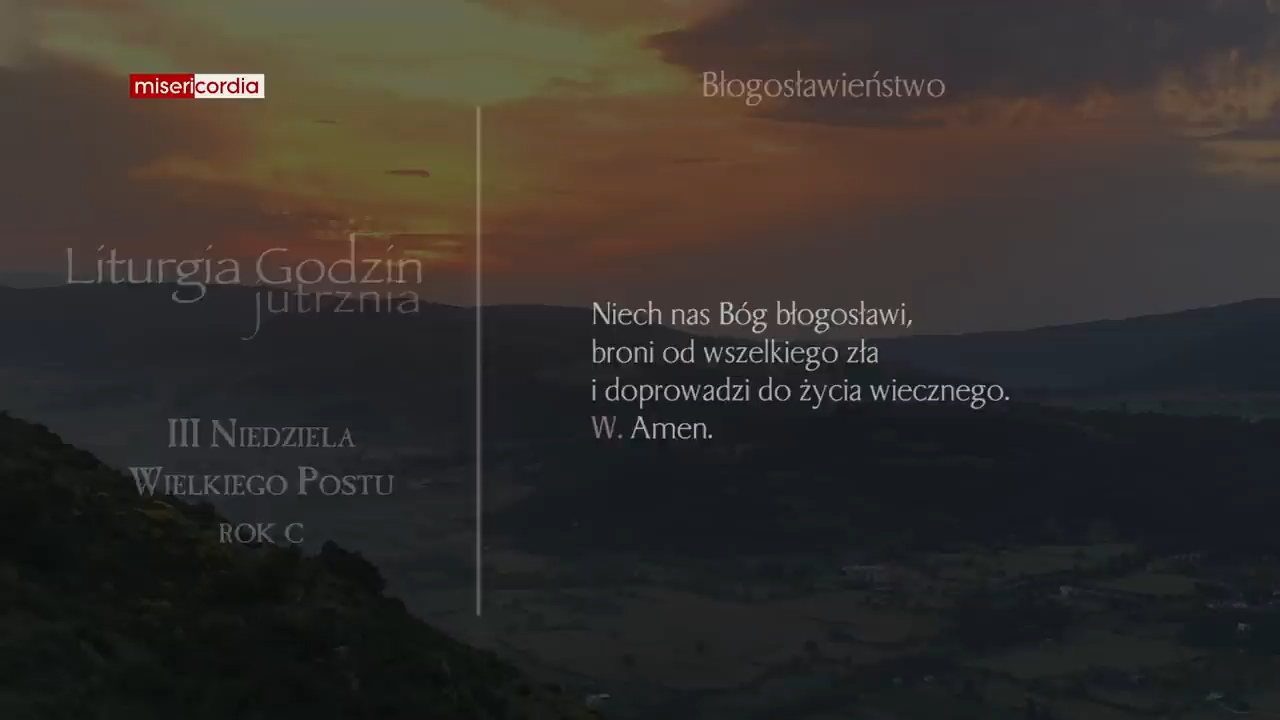 misericordia
Błogosławieństwo
Liturgia Godzin
jutrznia
III Niedziela
Wielkiego Postu
rok C
Niech nas Bóg błogosławi,
broni od wszelkiego zła
i doprowadzi do życia wiecznego.
W. Amen.